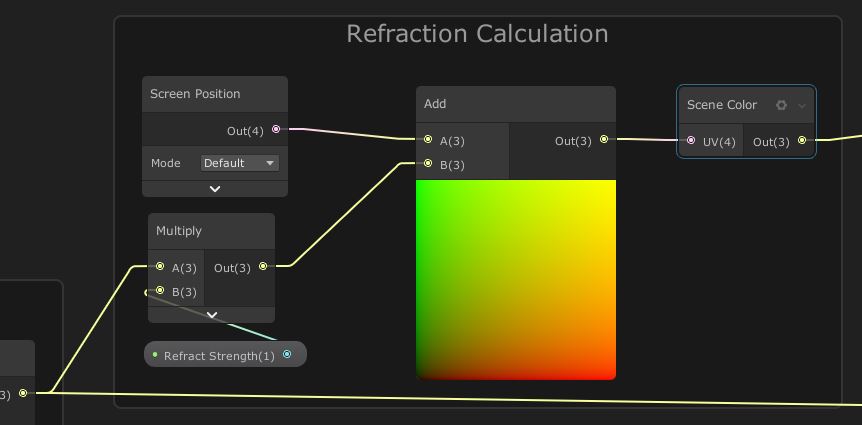 Refraction Calculation
Screen Position
Out(4)
Mode Default
Multiply
A(3) Out(3)
B(3)
Refract Strength(1)
Add
A(3) Out(3)
B(3)
Scene Color
UV(4) Out(3)
3)